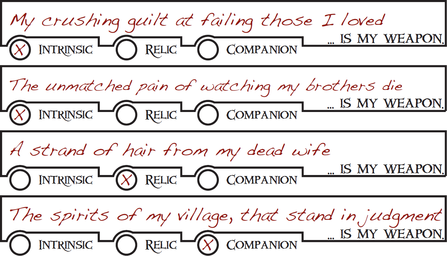 My crushing guilt at failing those I loved
... IS MY WEAPON.
X INTRINSIC RELIC COMPANION
The unmatched pain of watching my brothers die
... IS MY WEAPON.
X INTRINSIC RELIC COMPANION
A strand of hair from my dead wife
... IS MY WEAPON.
INTRINSIC X RELIC COMPANION
The spirits of my village, that stand in judgment
... IS MY WEAPON.
INTRINSIC RELIC X COMPANION